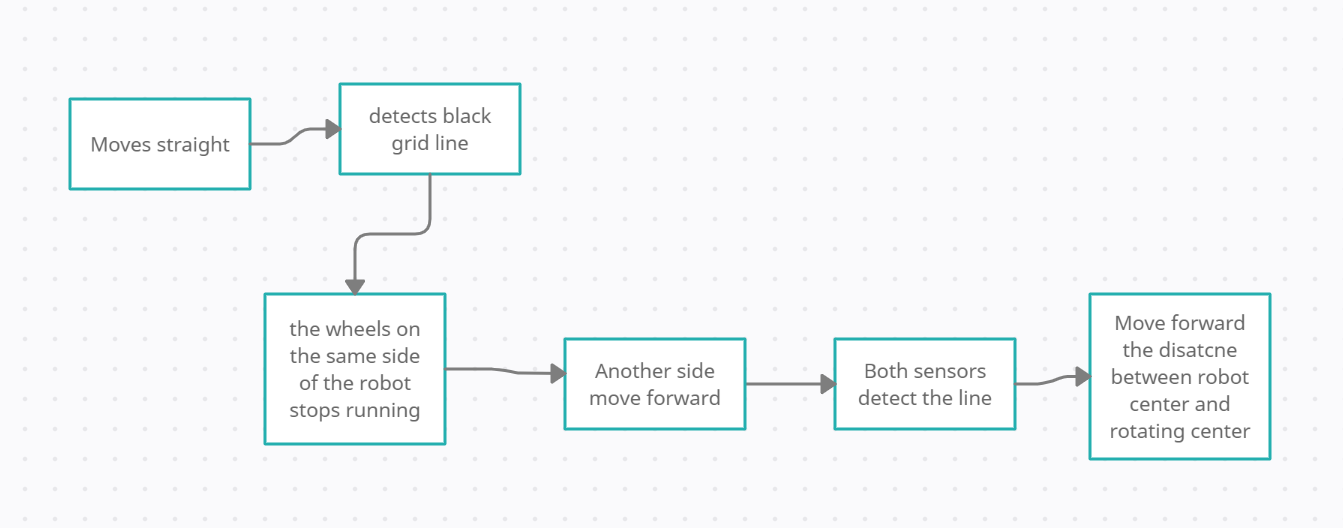 Moves straight
detects black
grid line
the wheels on
the same side
of the robot
stops running
Another side
move forward
Both sensors
detect the line
Move forward
the disatcne
between robot
center and
rotating center